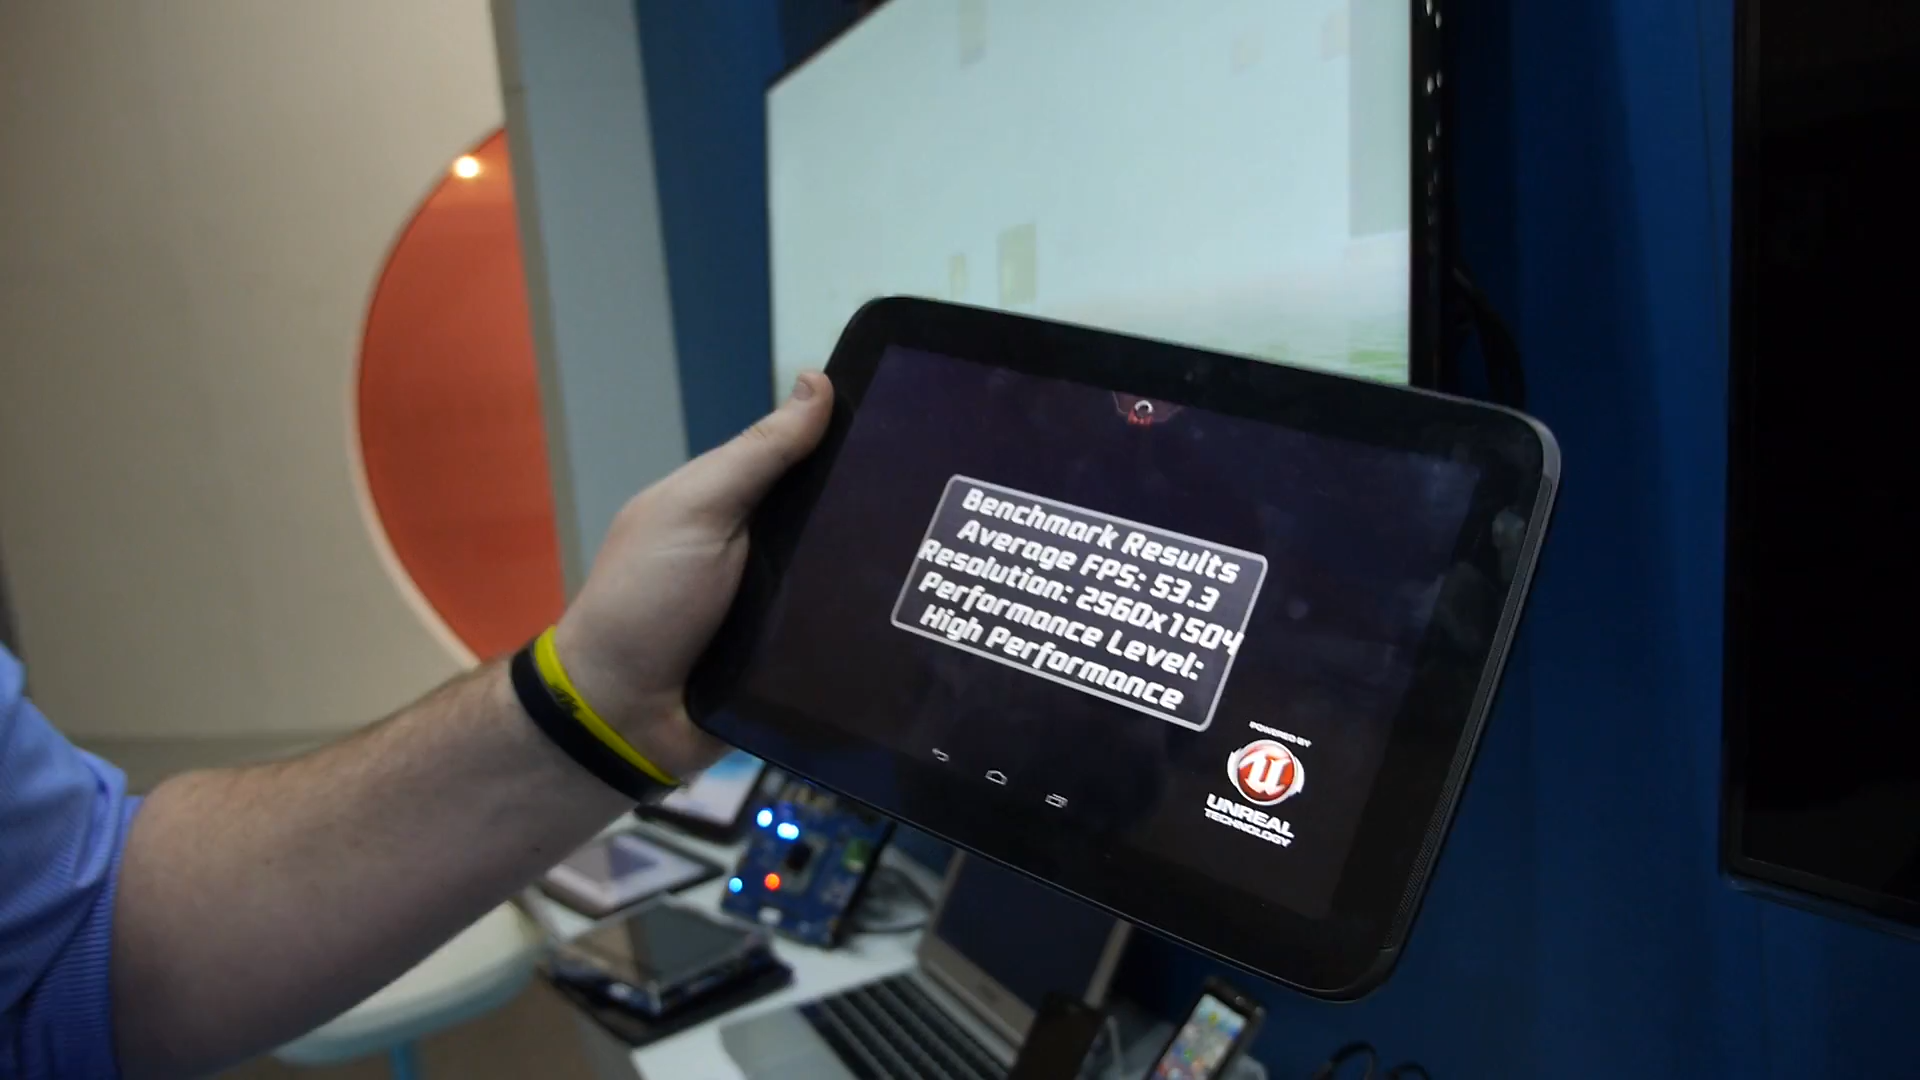 Benchmark Results
Average FPS: 53.3
Resolution: 2560x1504
Performance Level:
High Performance
POWERED BY
UNREAL
TECHNOLOGY